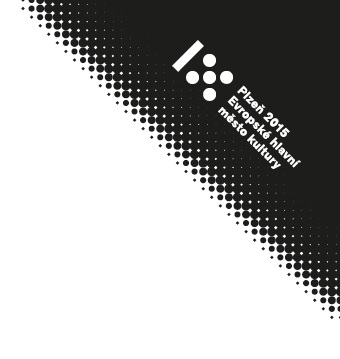 Plzeň 2015
Evropské hlavní
město kultury